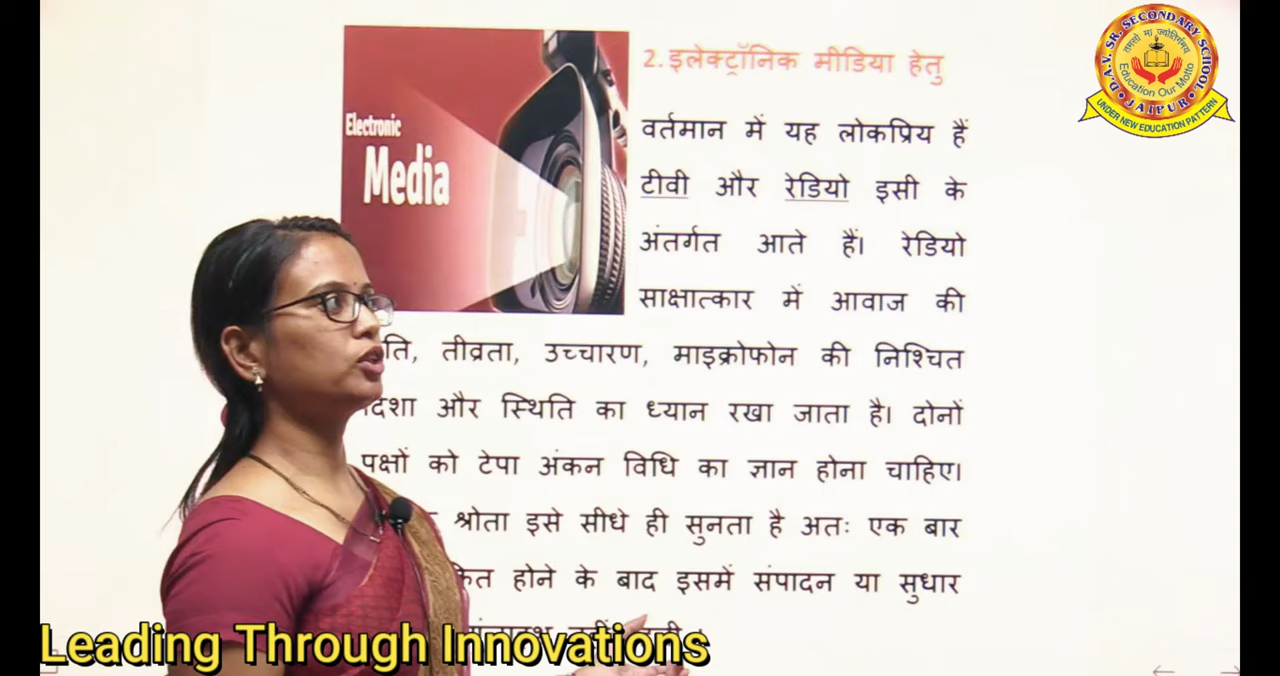 2. इलेक्ट्रॉनिक मीडिया हेतु
Electronic
Media
वर्तमान में यह लोकप्रिय हैं
टीवी और रेडियो इसी के
अंतर्गत आते हैं। रेडियो
साक्षात्कार में आवाज की
तीव्रता, उच्चारण, माइक्रोफोन की निश्चित
और स्थिति का ध्यान रखा जाता है। दोनों
पक्षों को टेपा अंकन विधि का ज्ञान होना चाहिए।
श्रोता इसे सीधे ही सुनता है अतः एक बार
होने के बाद इसमें संपादन या सुधार
Leading Through Innovations
D.A.V. SR. SECONDARY SCHOOL
तमसो मा ज्योतिर्गमय
Education Our Motto
JAIPUR
UNDER NEW EDUCATION PATTERN